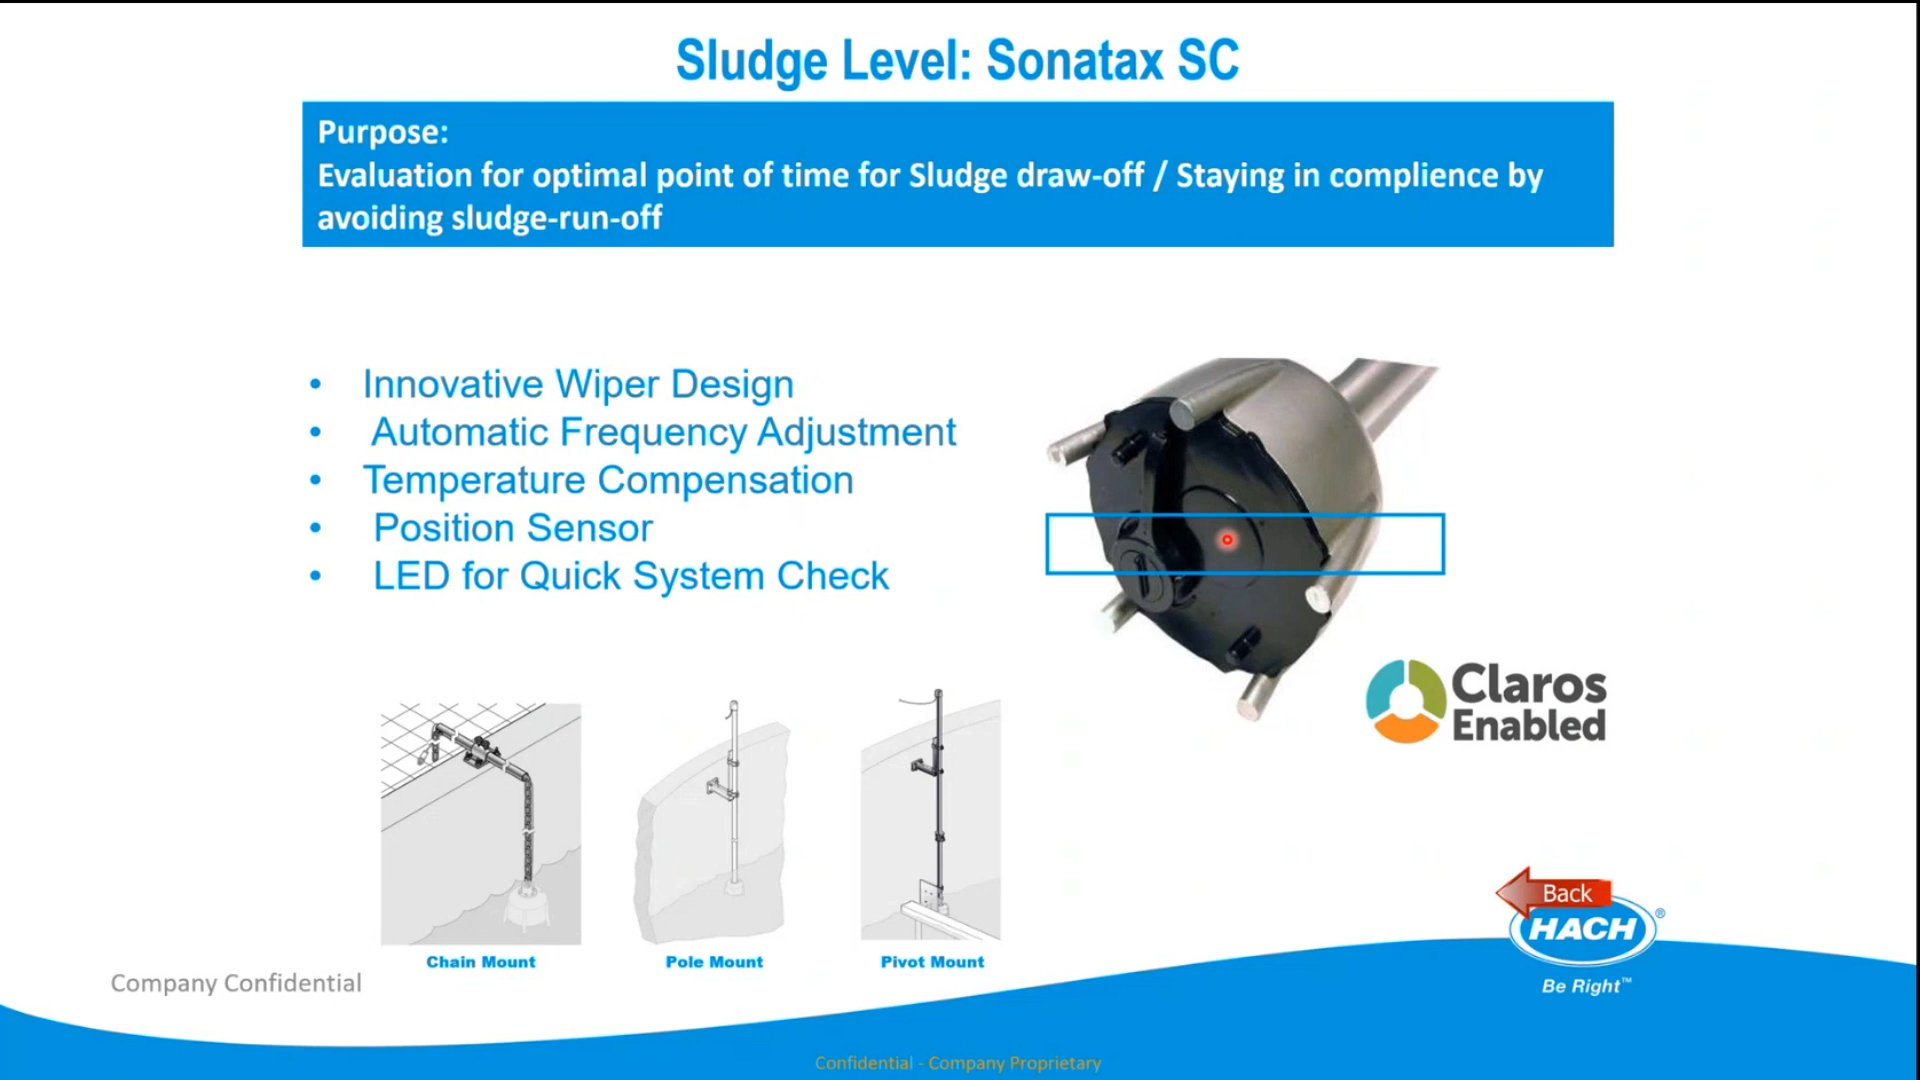 Sludge Level: Sonatax SC
Purpose:
Evaluation for optimal point of time for Sludge draw-off / Staying in complience by
avoiding sludge-run-off
• Innovative Wiper Design
• Automatic Frequency Adjustment
• Temperature Compensation
• Position Sensor
• LED for Quick System Check
Claros
Enabled
Chain Mount
Pole Mount
Pivot Mount
Back
HACH®
Be Right™
Company Confidential
Confidential - Company Proprietary